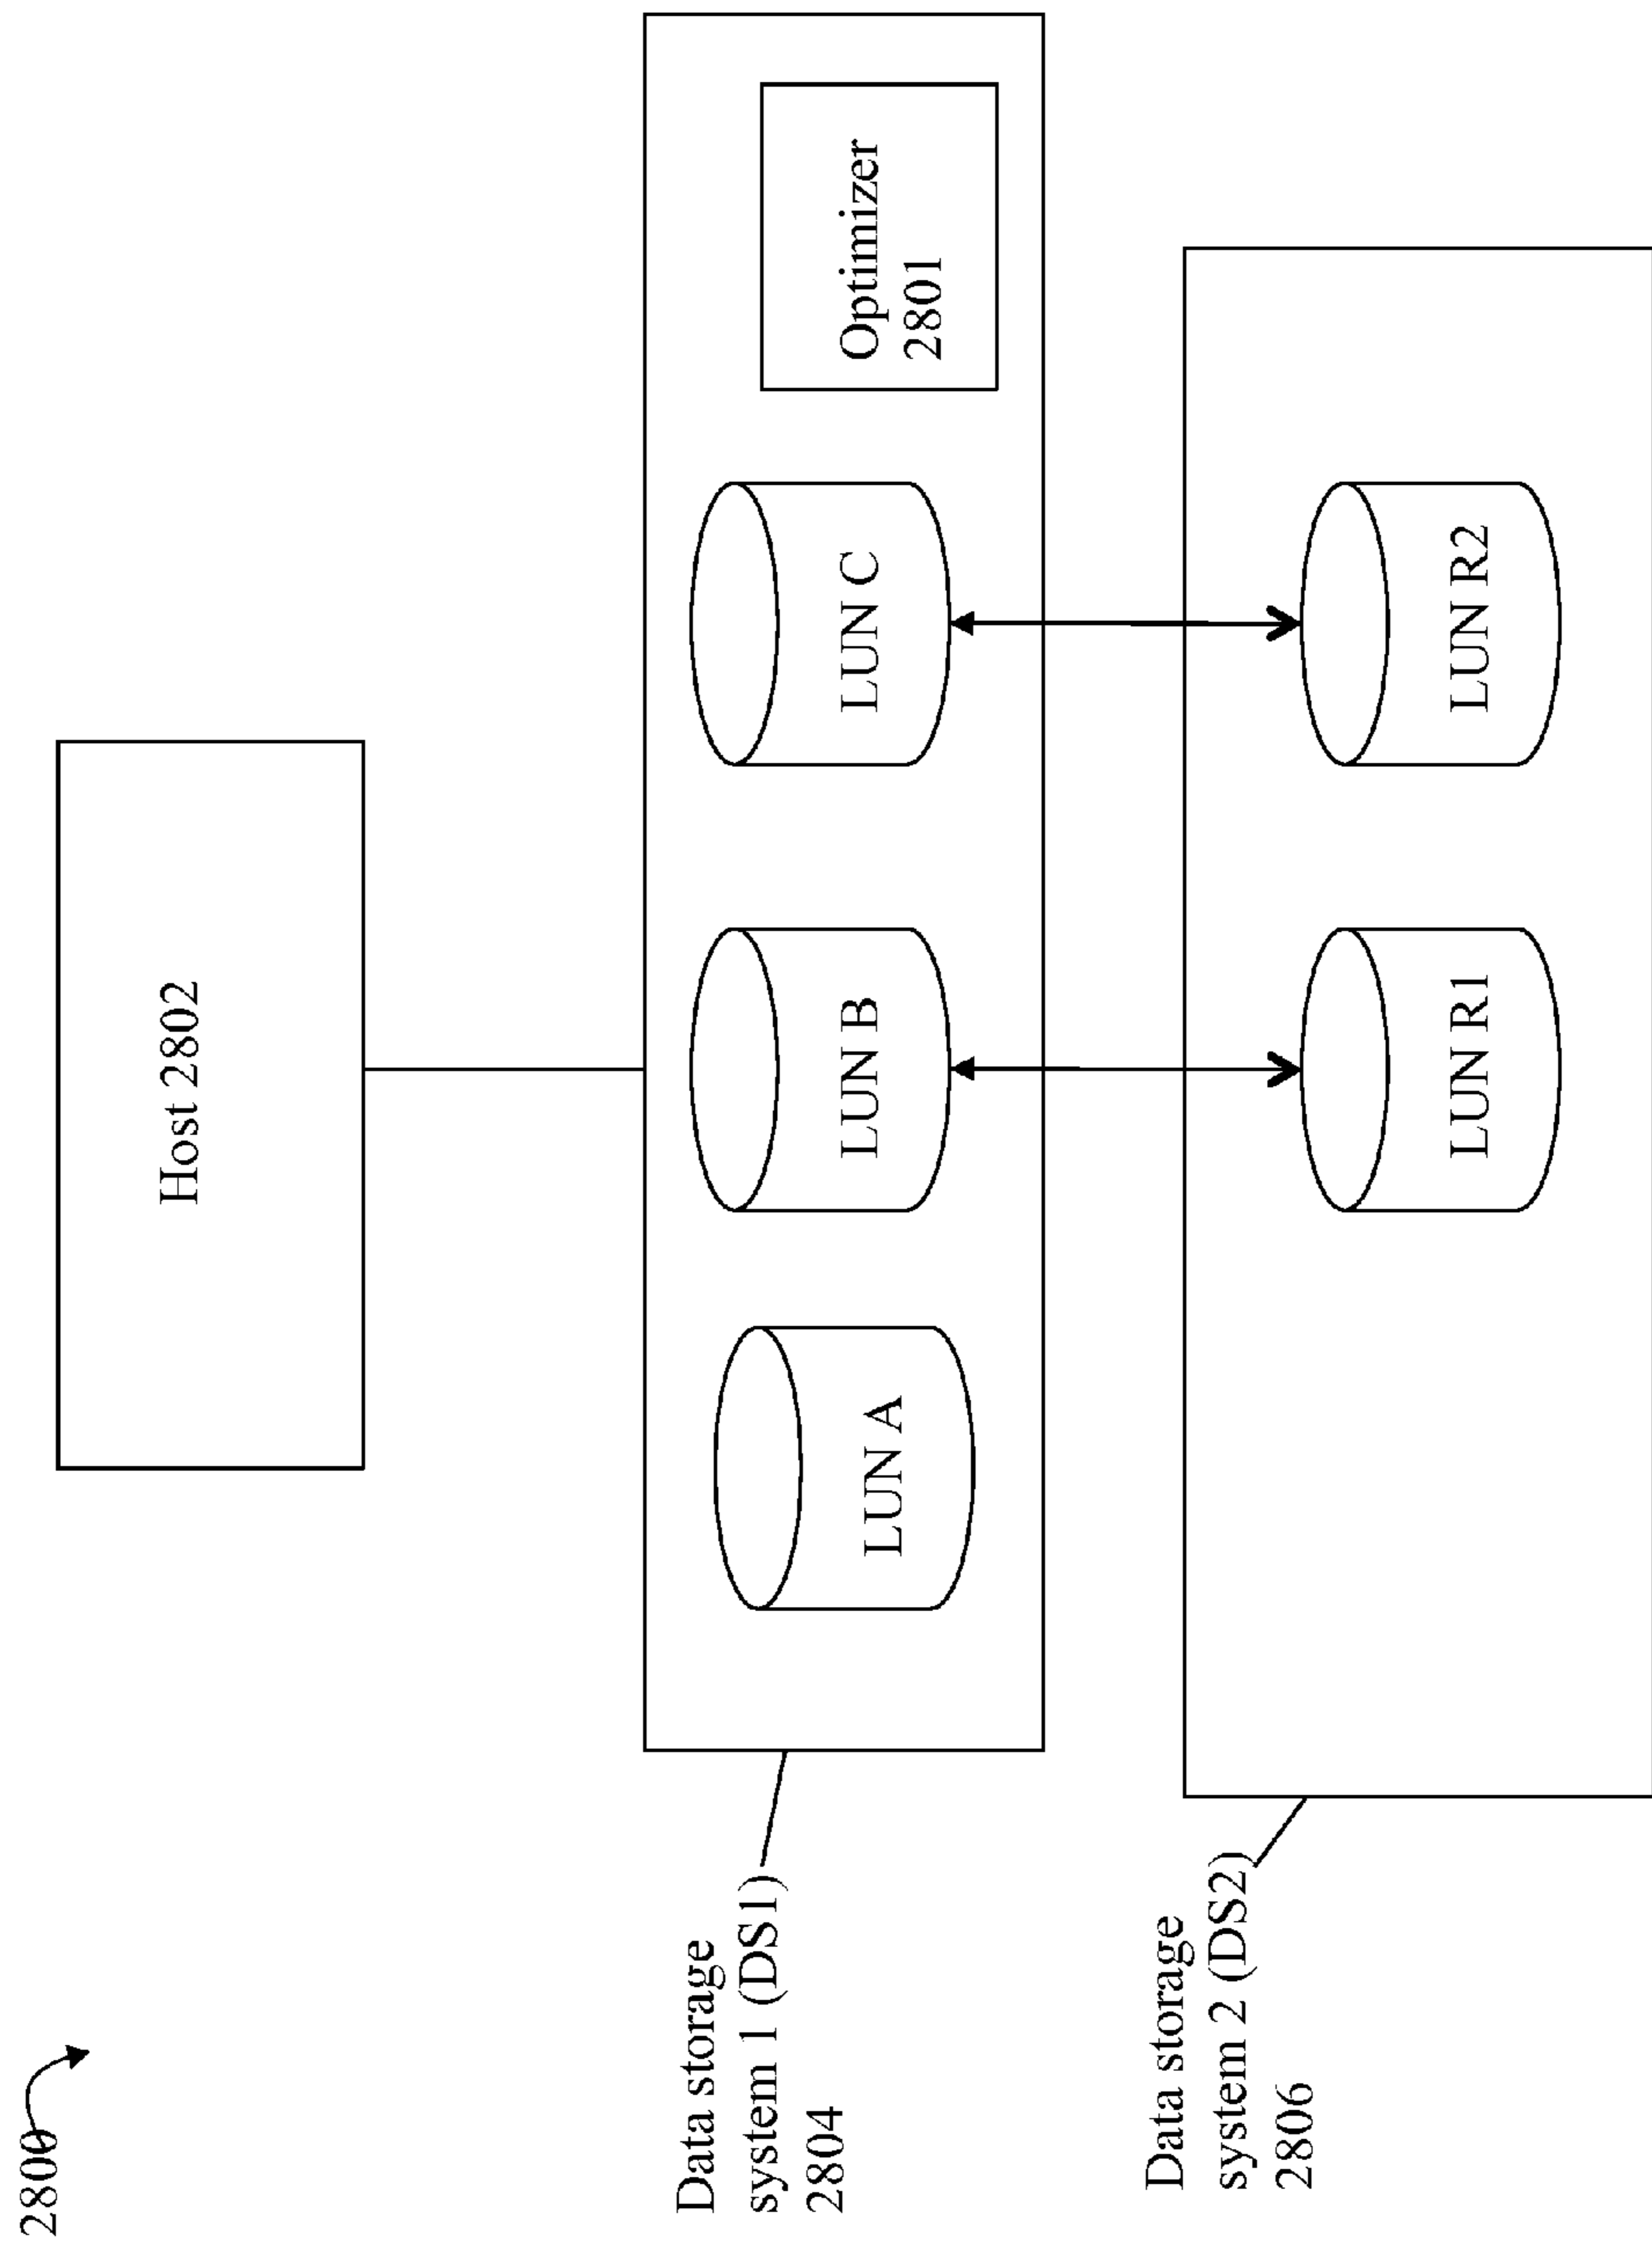 2800
Host 2802
Data storage
system 1 (DS1)
2804
LUN A
LUN B
LUN C
Optimizer
2801
Data storage
system 2 (DS2)
2806
LUN R1
LUN R2